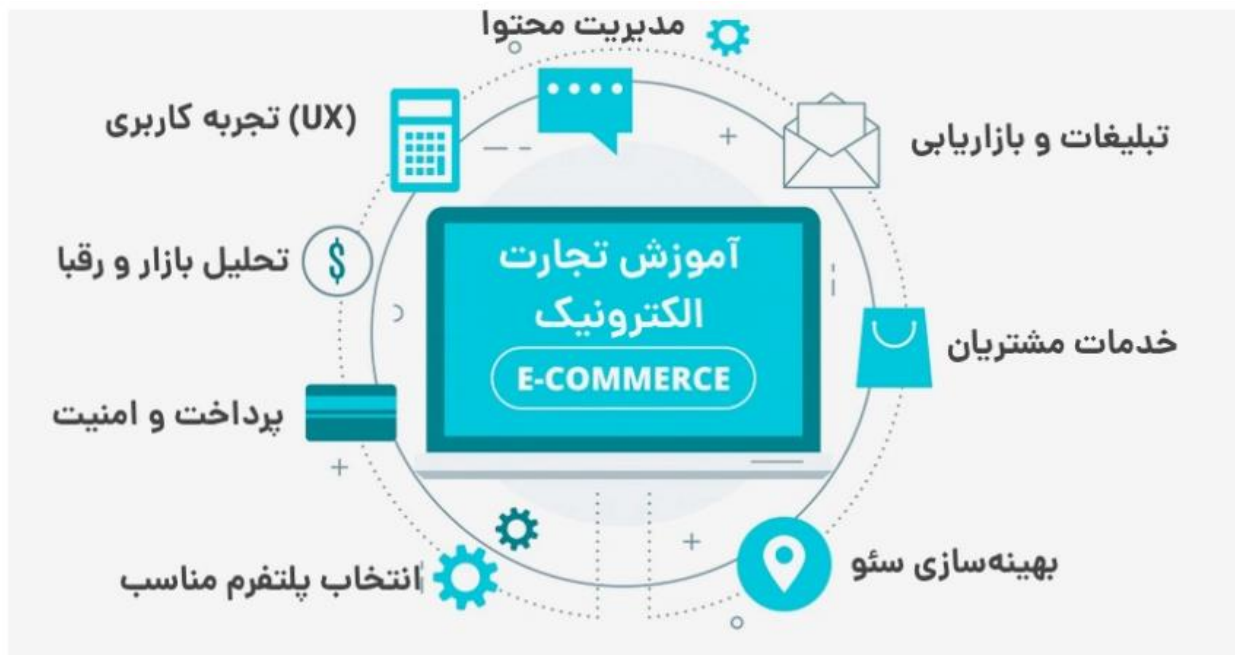 مدیریت محتوا
تبلیغات و بازاریابی
تجربه کاربری (UX)
آموزش تجارت
الکترونیک
E-COMMERCE
تحلیل بازار و رقبا
خدمات مشتریان
پرداخت و امنیت
بهینه‌سازی سئو
انتخاب پلتفرم مناسب